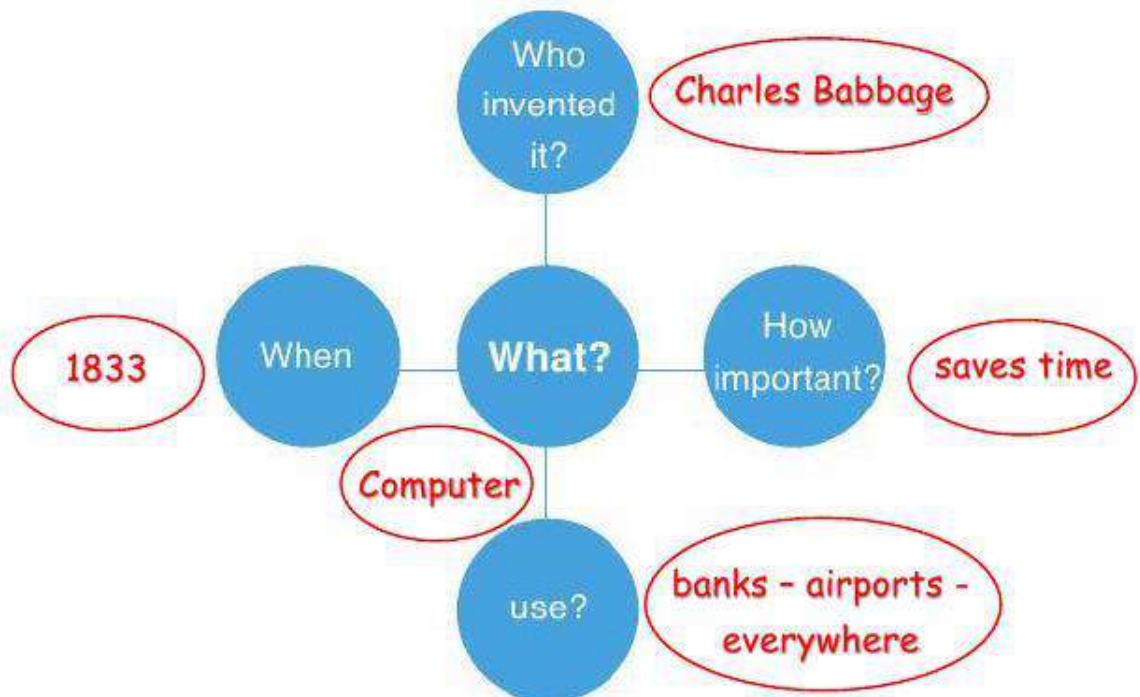 Who
invented
it?
Charles Babbage
1833
When
What?
How
important?
saves time
Computer
use?
banks - airports -
everywhere